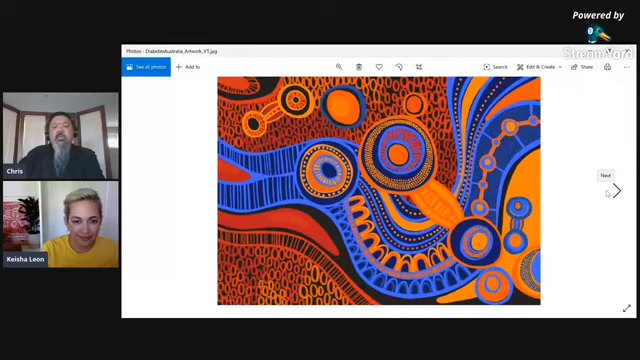 Powered by
StreamYard
Photos - DiabetesAustralia_Artwork_V1.jpg
See all photos
Add to
Search
Edit & Create
Share
Next
Chris
Keisha Leon